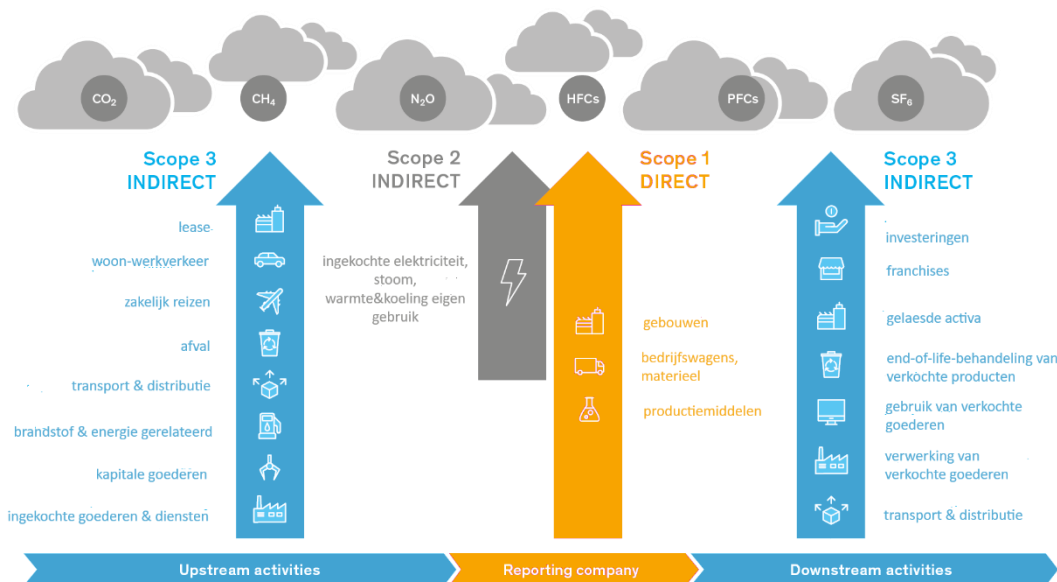 CO₂
CH₄
N₂O
HFCs
PFCs
SF₆
Scope 3
INDIRECT
lease
woon-werkverkeer
zakelijk reizen
afval
transport & distributie
brandstof & energie gerelateerd
kapitale goederen
ingekochte goederen & diensten
Scope 2
INDIRECT
ingekochte elektriciteit,
stoom,
warmte&koeling eigen
gebruik
Scope 1
DIRECT
gebouwen
bedrijfswagens,
materieel
productiemiddelen
Scope 3
INDIRECT
investeringen
franchises
gelaesde activa
end-of-life-behandeling van
verkochte producten
gebruik van verkochte
goederen
verwerking van
verkochte goederen
transport & distributie
Upstream activities
Reporting company
Downstream activities